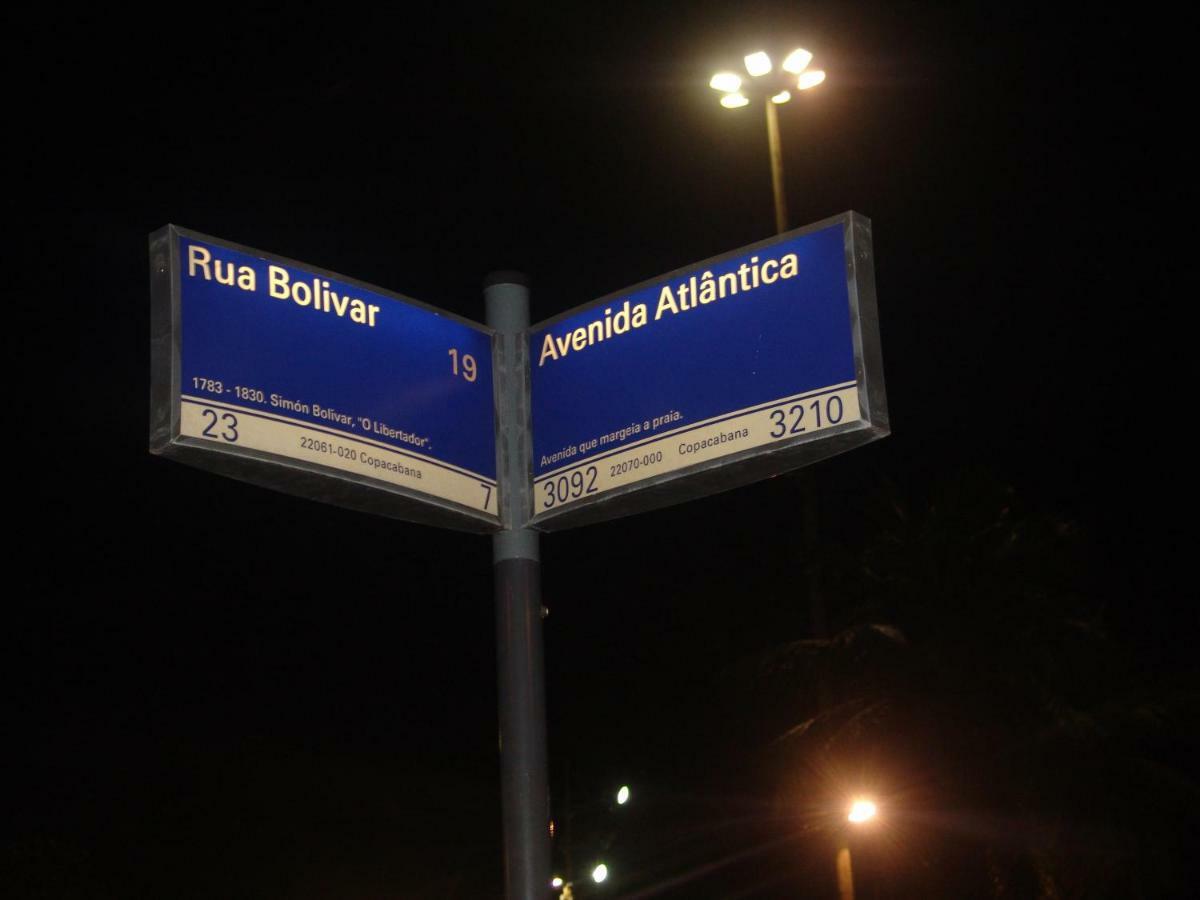 Rua Bolivar
19
1783 - 1830. Simón Bolivar, "O Libertador".
23 22061-020 Copacabana 7
Avenida Atlântica
Avenida que margeia a praia.
3092 22070-000 Copacabana 3210